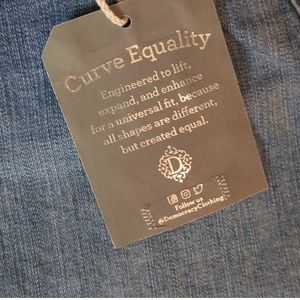 Curve Equality
Engineered to lift,
expand, and enhance
for a universal fit, because
all shapes are different,
but created equal.
D
Follow us
@DemocracyClothing